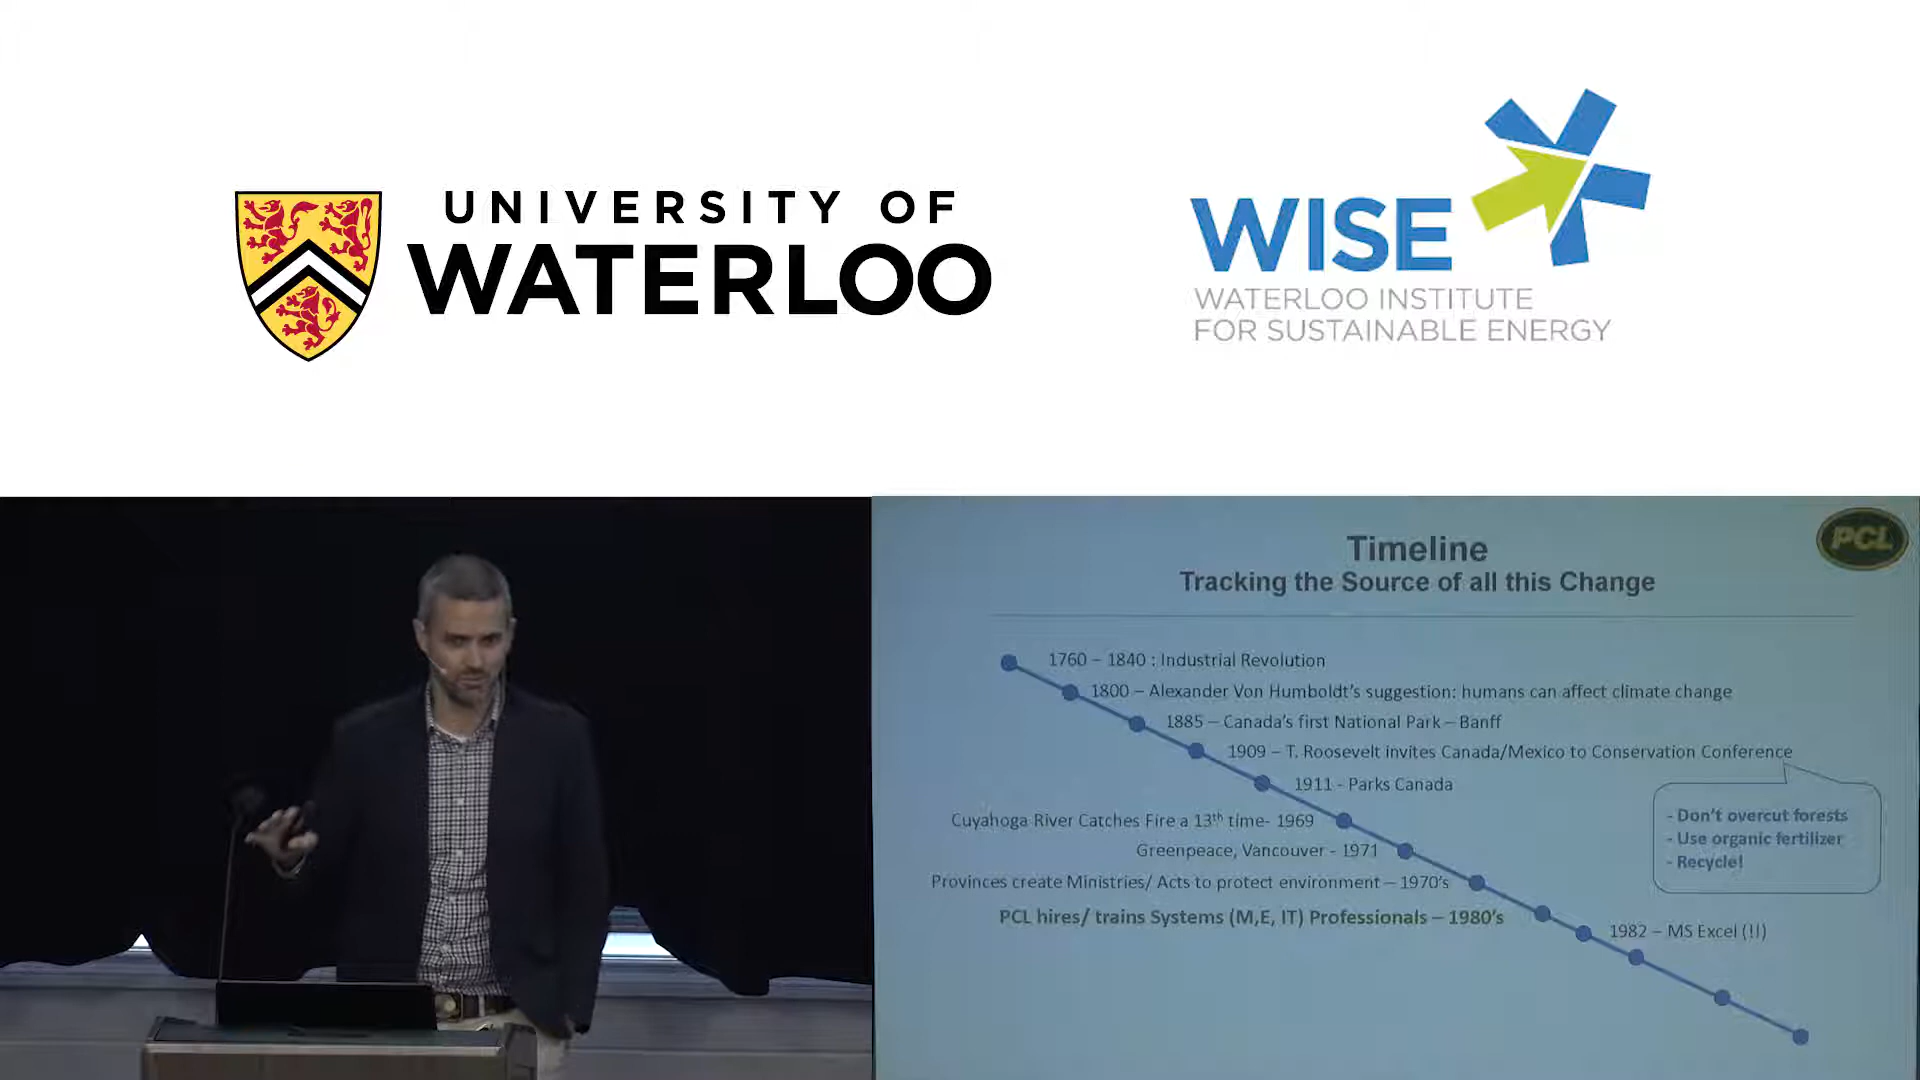 UNIVERSITY OF
WATERLOO
WISE
WATERLOO INSTITUTE
FOR SUSTAINABLE ENERGY
PCL
Timeline
Tracking the Source of all this Change
1760 – 1840 : Industrial Revolution
1800 – Alexander Von Humboldt's suggestion: humans can affect climate change
1885 – Canada's first National Park – Banff
1909 – T. Roosevelt invites Canada/Mexico to Conservation Conference
1911 - Parks Canada
- Don't overcut forests
- Use organic fertilizer
- Recycle!
Cuyahoga River Catches Fire a 13th time- 1969
Greenpeace, Vancouver - 1971
Provinces create Ministries/ Acts to protect environment – 1970's
PCL hires/ trains Systems (M,E, IT) Professionals – 1980's
1982 – MS Excel (!!)